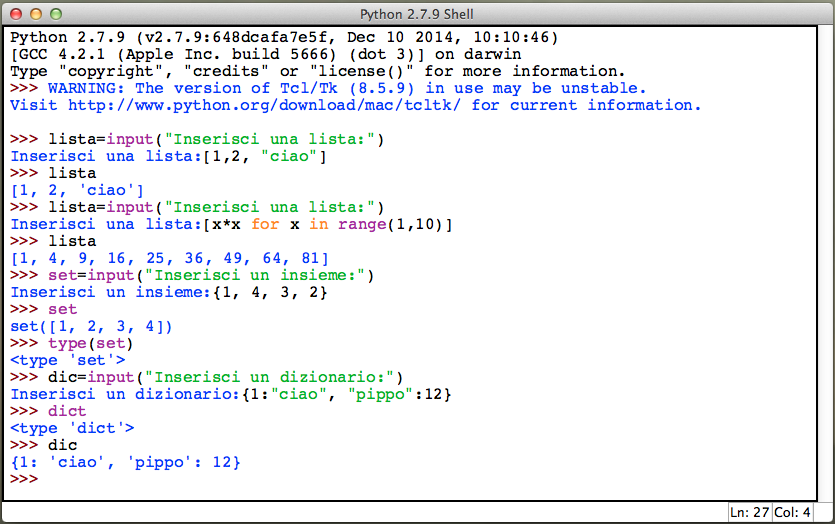 Python 2.7.9 Shell
Python 2.7.9 (v2.7.9:648dcafa7e5f, Dec 10 2014, 10:10:46)
[GCC 4.2.1 (Apple Inc. build 5666) (dot 3)] on darwin
Type "copyright", "credits" or "license()" for more information.
>>> WARNING: The version of Tcl/Tk (8.5.9) in use may be unstable.
Visit http://www.python.org/download/mac/tcltk/ for current information.
>>> lista=input("Inserisci una lista:")
Inserisci una lista:[1,2, "ciao"]
>>> lista
[1, 2, 'ciao']
>>> lista=input("Inserisci una lista:")
Inserisci una lista:[x*x for x in range(1,10)]
>>> lista
[1, 4, 9, 16, 25, 36, 49, 64, 81]
>>> set=input("Inserisci un insieme:")
Inserisci un insieme:{1, 4, 3, 2}
>>> set
set([1, 2, 3, 4])
>>> type(set)
<type 'set'>
>>> dic=input("Inserisci un dizionario:")
Inserisci un dizionario:{1:"ciao", "pippo":12}
>>> dict
<type 'dict'>
>>> dic
{1: 'ciao', 'pippo': 12}
>>>
Ln: 27 Col: 4